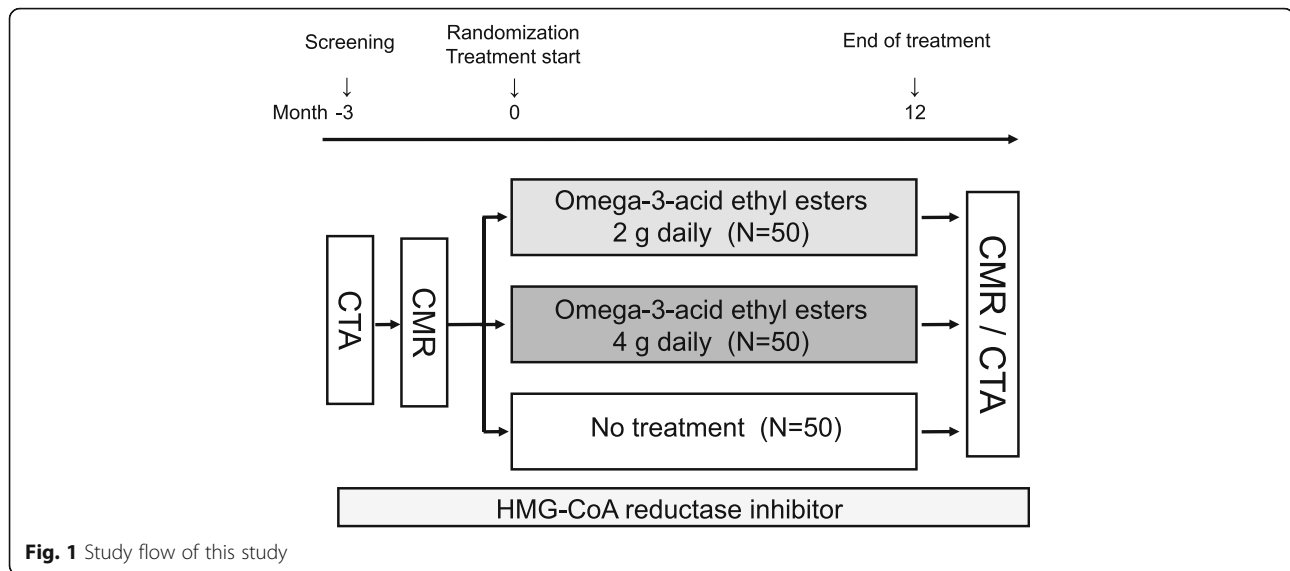 Screening
Randomization
Treatment start
End of treatment
↓
↓
↓
Month -3
0
12
CTA
CMR
Omega-3-acid ethyl esters
2 g daily (N=50)
Omega-3-acid ethyl esters
4 g daily (N=50)
No treatment (N=50)
CMR / CTA
HMG-CoA reductase inhibitor
Fig. 1 Study flow of this study